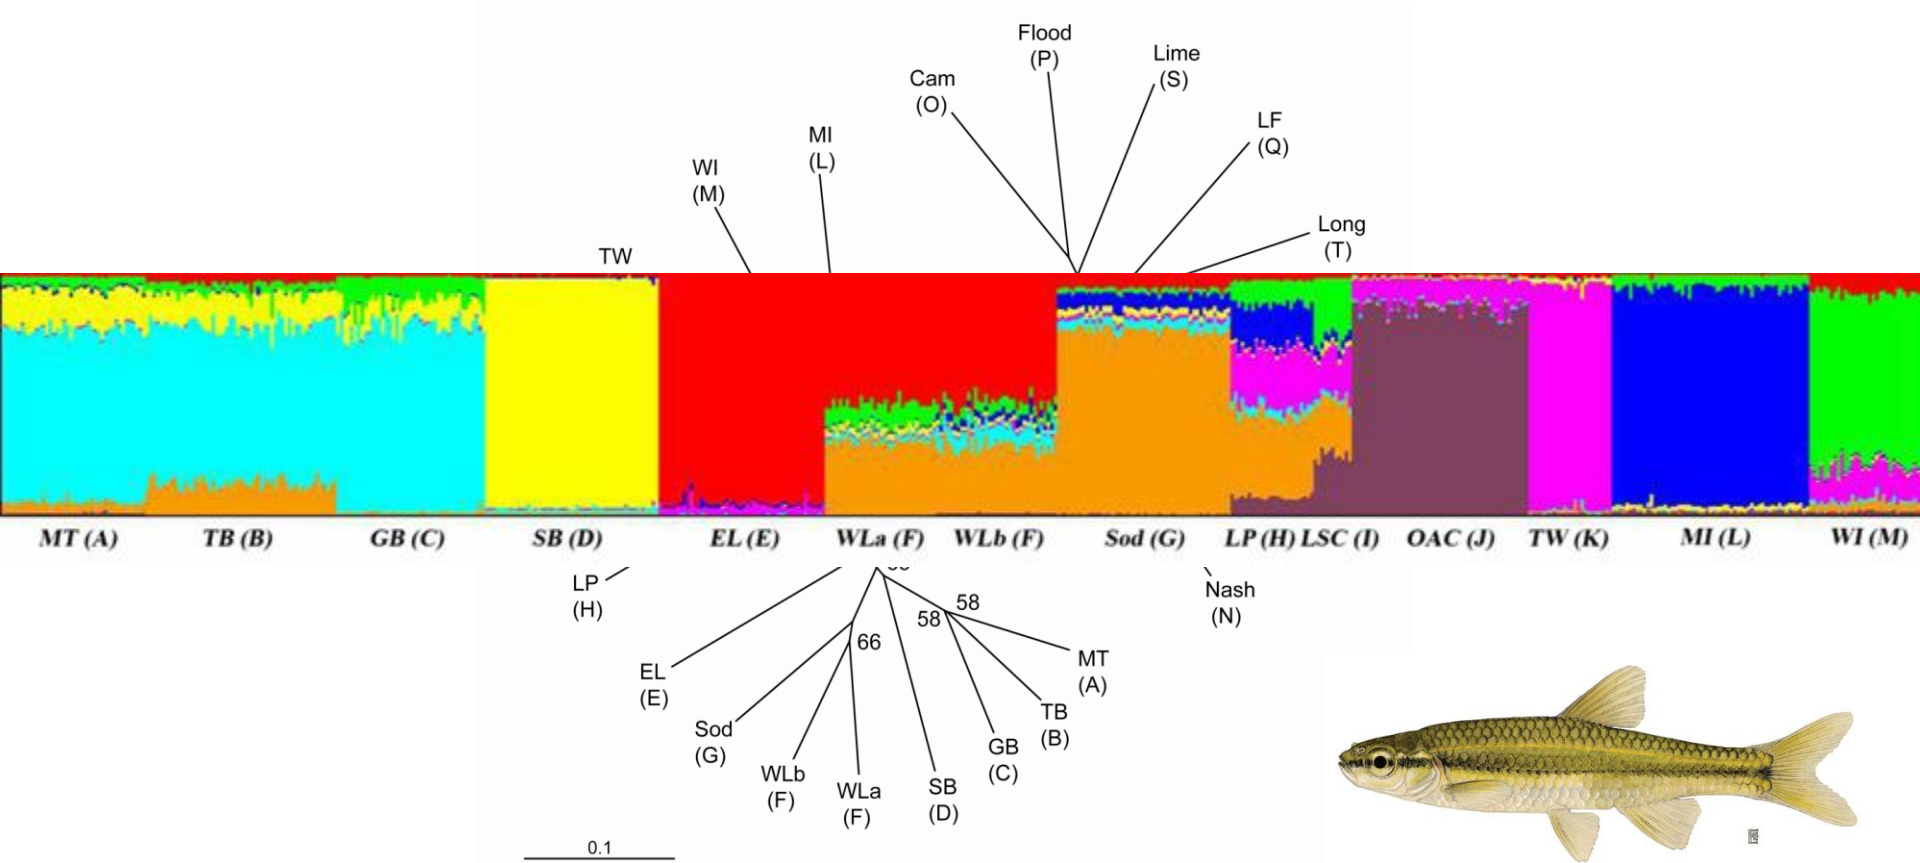 Flood
(P)
Lime
(S)
Cam
(O)
LF
(Q)
MI
(L)
WI
(M)
Long
(T)
TW
MT (A) TB (B) GB (C) SB (D) EL (E) WLa (F) WLb (F) Sod (G) LP (H) LSC (I) OAC (J) TW (K) MI (L) WI (M)
LP
(H)
Nash
(N)
58
58
66
MT
(A)
EL
(E)
TB
(B)
Sod
(G)
GB
(C)
WLb
(F)
WLa
(F)
SB
(D)
0.1